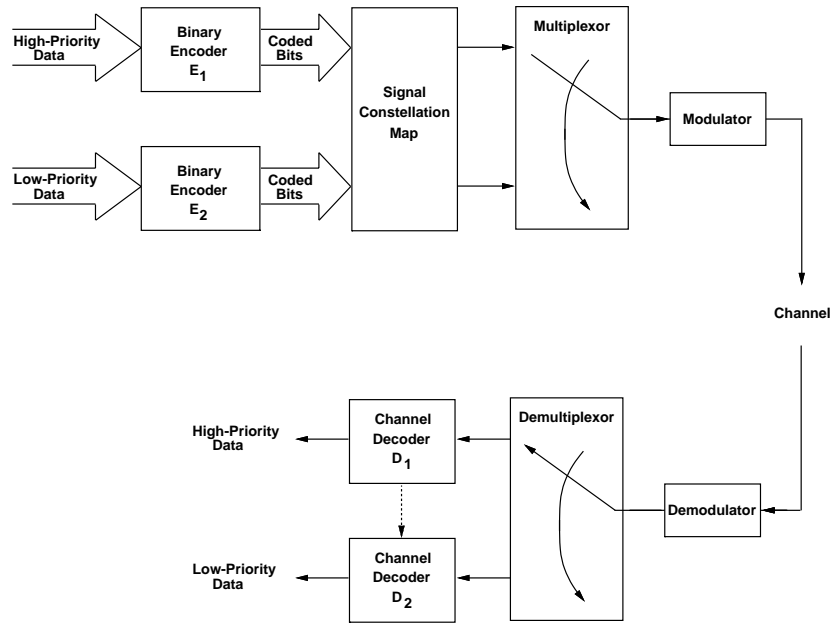 High-Priority
Data
Binary
Encoder
E1
Coded
Bits
Signal
Constellation
Map
Multiplexor
Modulator
Low-Priority
Data
Binary
Encoder
E2
Coded
Bits
Channel
High-Priority
Data
Channel
Decoder
D1
Demultiplexor
Demodulator
Low-Priority
Data
Channel
Decoder
D2